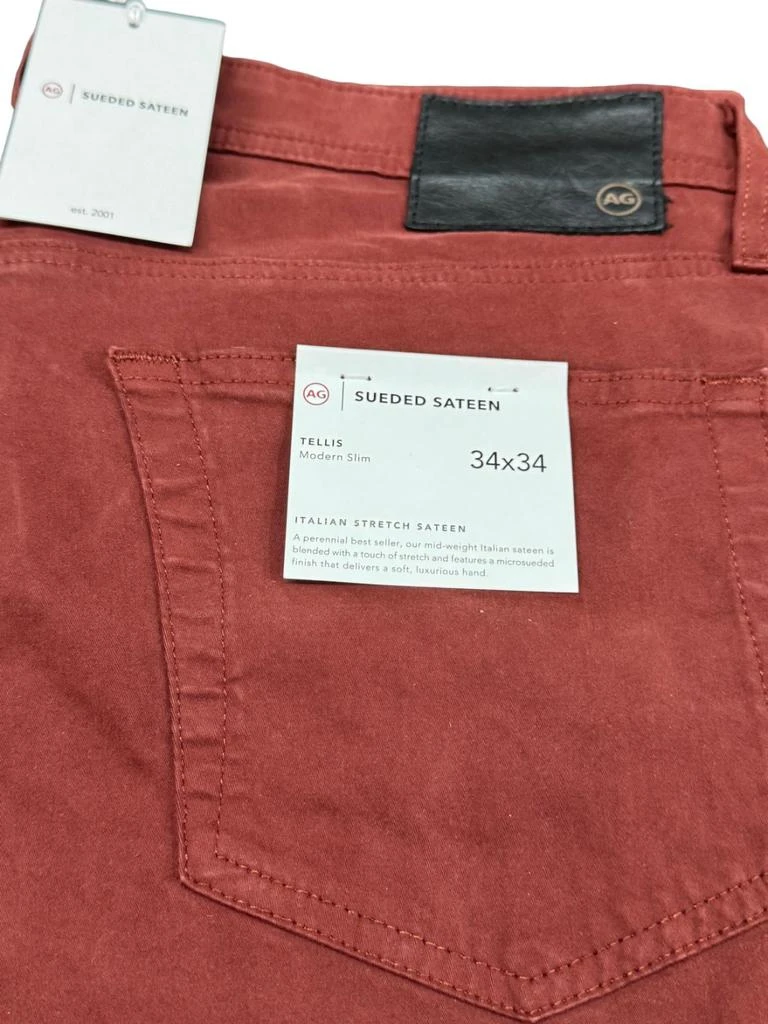 AG | SUEDED SATEEN
est. 2001
AG
AG | SUEDED SATEEN
TELLIS
Modern Slim
34x34
ITALIAN STRETCH SATEEN
A perennial best seller, our mid-weight Italian sateen is
blended with a touch of stretch and features a microsueded
finish that delivers a soft, luxurious hand.